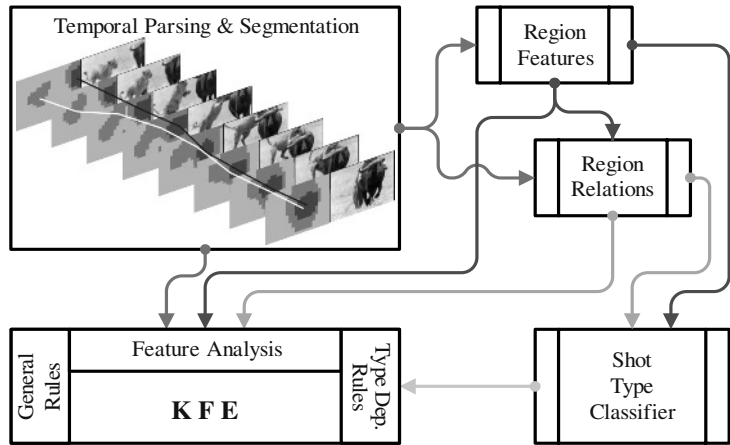 Temporal Parsing & Segmentation
Region
Features
Region
Relations
General
Rules
Feature Analysis
K F E
Type Dep.
Rules
Shot
Type
Classifier